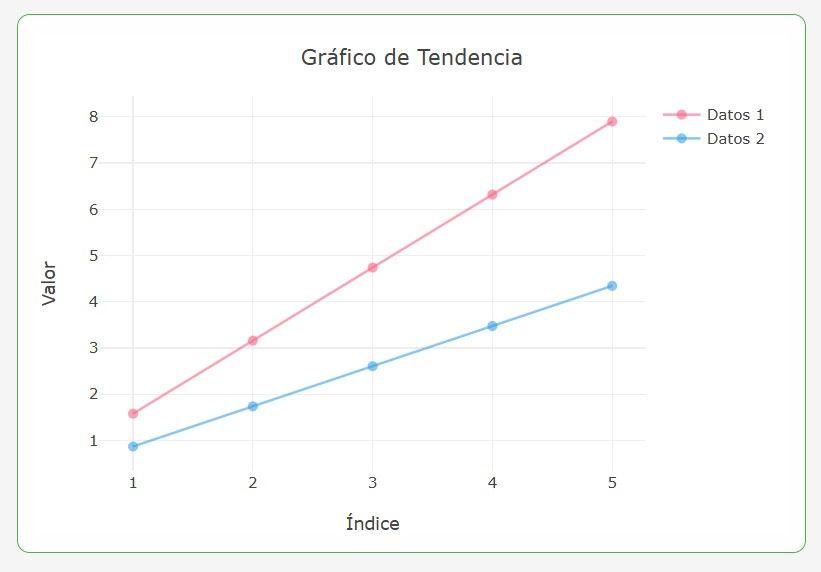 Gráfico de Tendencia
Datos 1
Datos 2
Valor
8
7
6
5
4
3
2
1
1 2 3 4 5
Índice